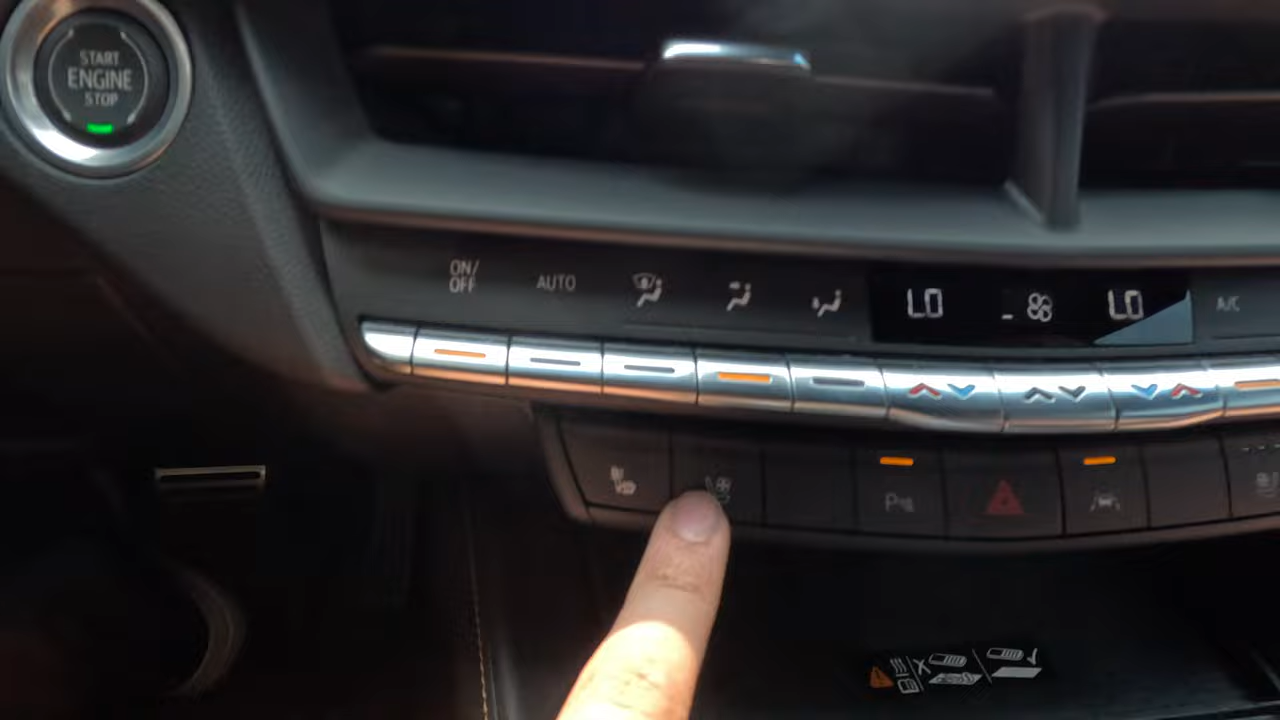 START
ENGINE
STOP
ON/
OFF
AUTO
LO
LO
A/C
P